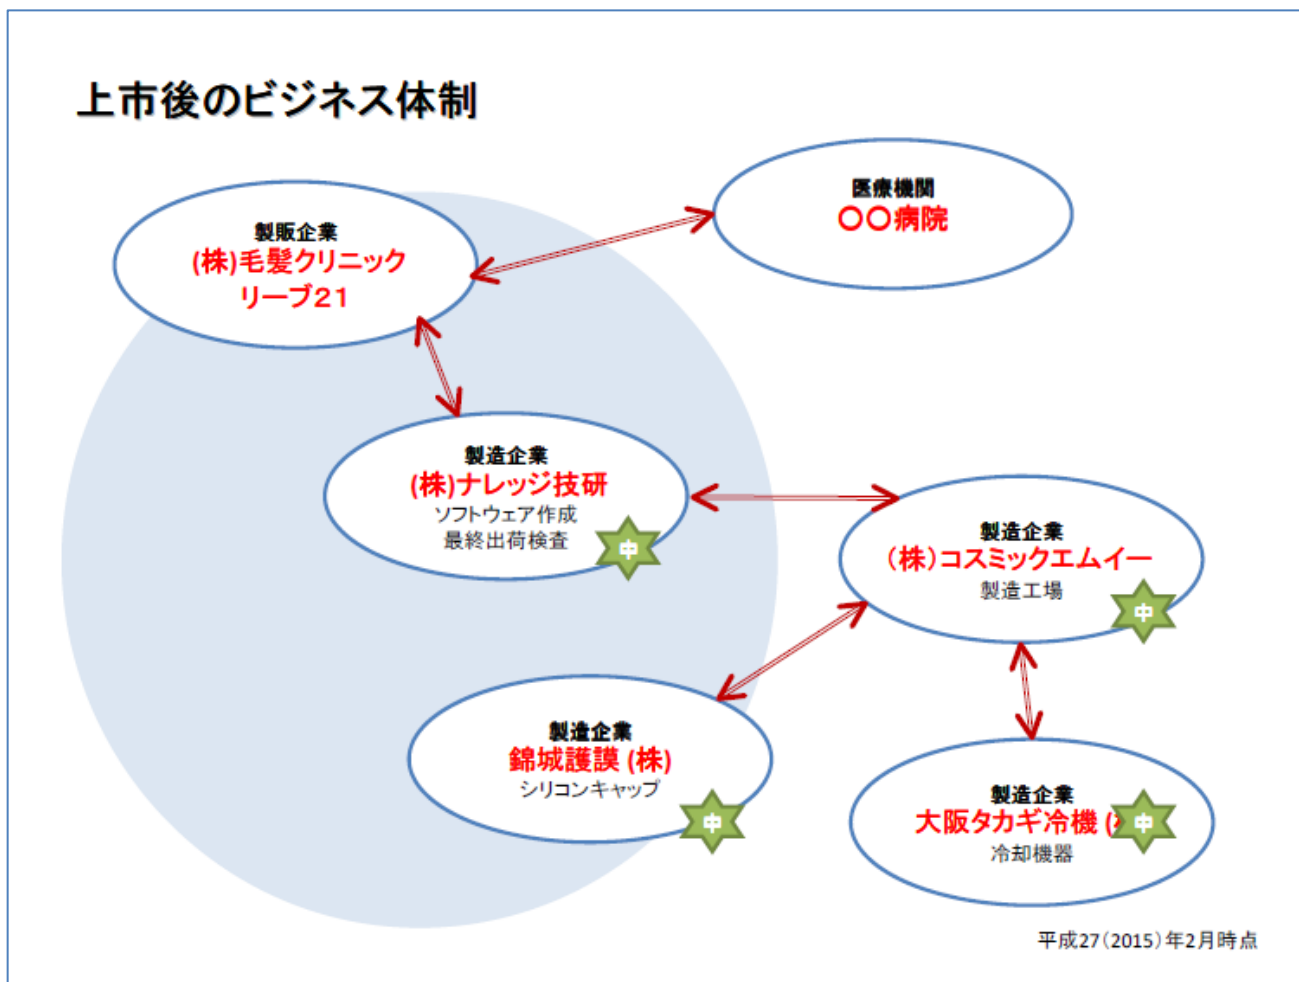 上市後のビジネス体制
医療機関
〇〇病院
製販企業
(株)毛髪クリニック
リーブ21
製造企業
(株)ナレッジ技研
ソフトウェア作成
最終出荷検査
中
製造企業
(株)コスミックエムイー
製造工場
中
製造企業
錦城護謨 (株)
シリコンキャップ
中
製造企業
大阪タカギ冷機 (
中
冷却機器
平成27(2015)年2月時点